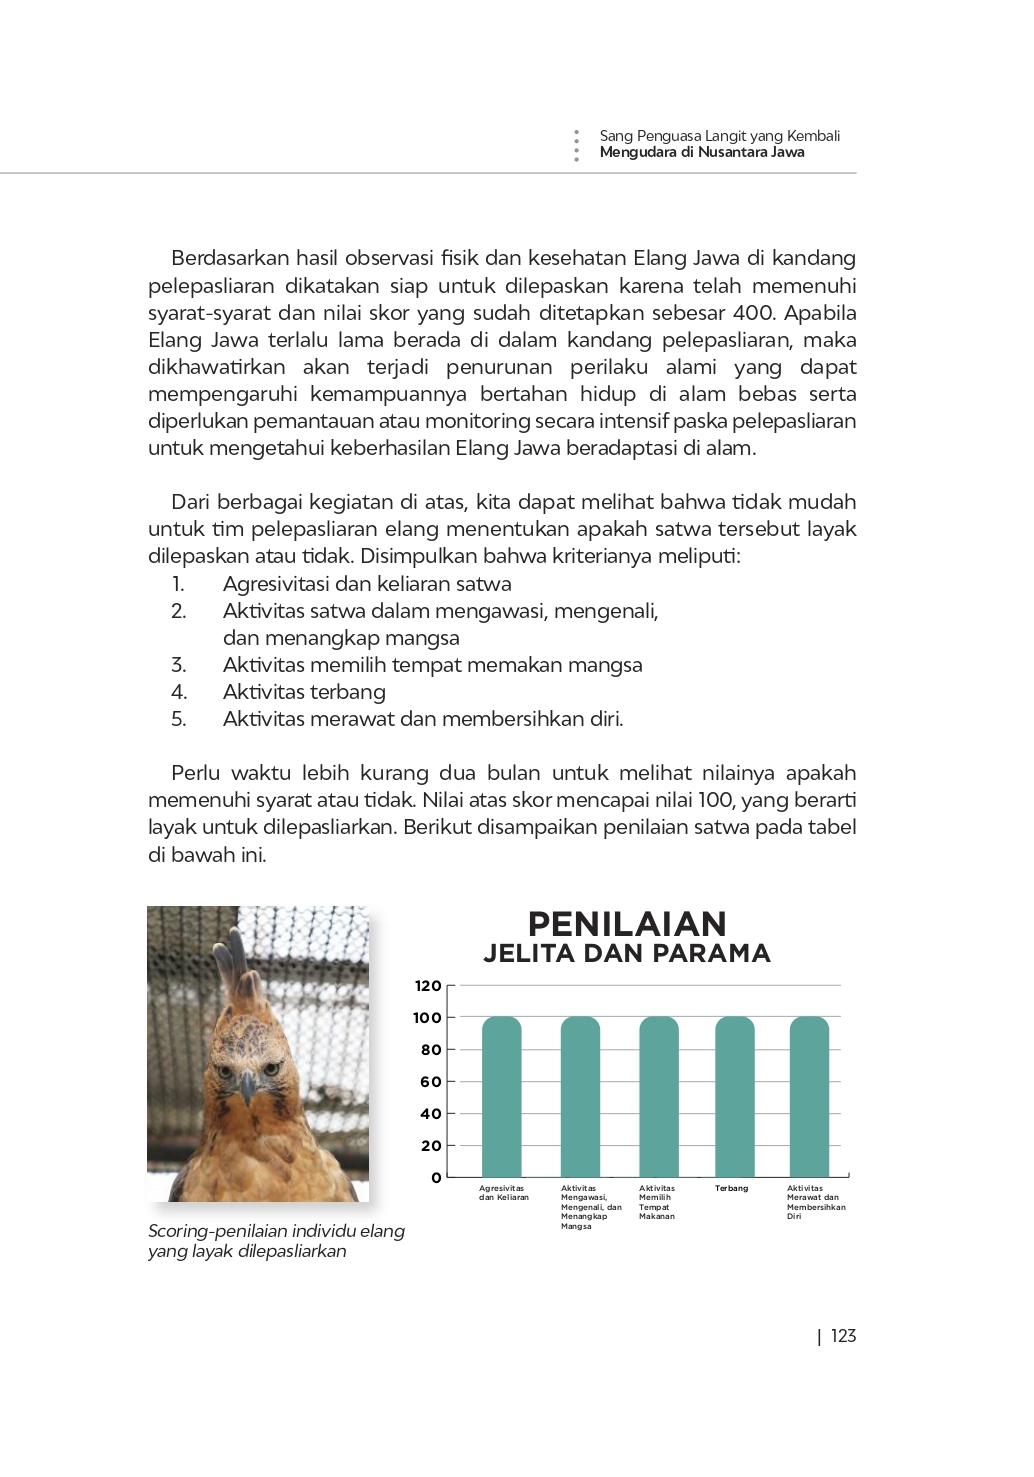 Sang Penguasa Langit yang Kembali
Mengudara di Nusantara Jawa
Berdasarkan hasil observasi fisik dan kesehatan Elang Jawa di kandang
pelepasliaran dikatakan siap untuk dilepaskan karena telah memenuhi
syarat-syarat dan nilai skor yang sudah ditetapkan sebesar 400. Apabila
Elang Jawa terlalu lama berada di dalam kandang pelepasliaran, maka
dikhawatirkan akan terjadi penurunan perilaku alami yang dapat
mempengaruhi kemampuannya bertahan hidup di alam bebas serta
diperlukan pemantauan atau monitoring secara intensif paska pelepasliaran
untuk mengetahui keberhasilan Elang Jawa beradaptasi di alam.
Dari berbagai kegiatan di atas, kita dapat melihat bahwa tidak mudah
untuk tim pelepasliaran elang menentukan apakah satwa tersebut layak
dilepaskan atau tidak. Disimpulkan bahwa kriterianya meliputi:
1. Agresivitasi dan keliaran satwa
2. Aktivitas satwa dalam mengawasi, mengenali,
dan menangkap mangsa
3. Aktivitas memilih tempat memakan mangsa
4. Aktivitas terbang
5. Aktivitas merawat dan membersihkan diri.
Perlu waktu lebih kurang dua bulan untuk melihat nilainya apakah
memenuhi syarat atau tidak. Nilai atas skor mencapai nilai 100, yang berarti
layak untuk dilepasliarkan. Berikut disampaikan penilaian satwa pada tabel
di bawah ini.
PENILAIAN
JELITA DAN PARAMA
120
100
80
60
40
20
0
Agresivitas
dan Keliaran
Aktivitas
Mengawasi,
Mengenali, dan
Menangkap
Mangsa
Aktivitas
Memilih
Tempat
Makanan
Terbang
Aktivitas
Merawat dan
Membersihkan
Diri
Scoring-penilaian individu elang
yang layak dilepasliarkan
| 123